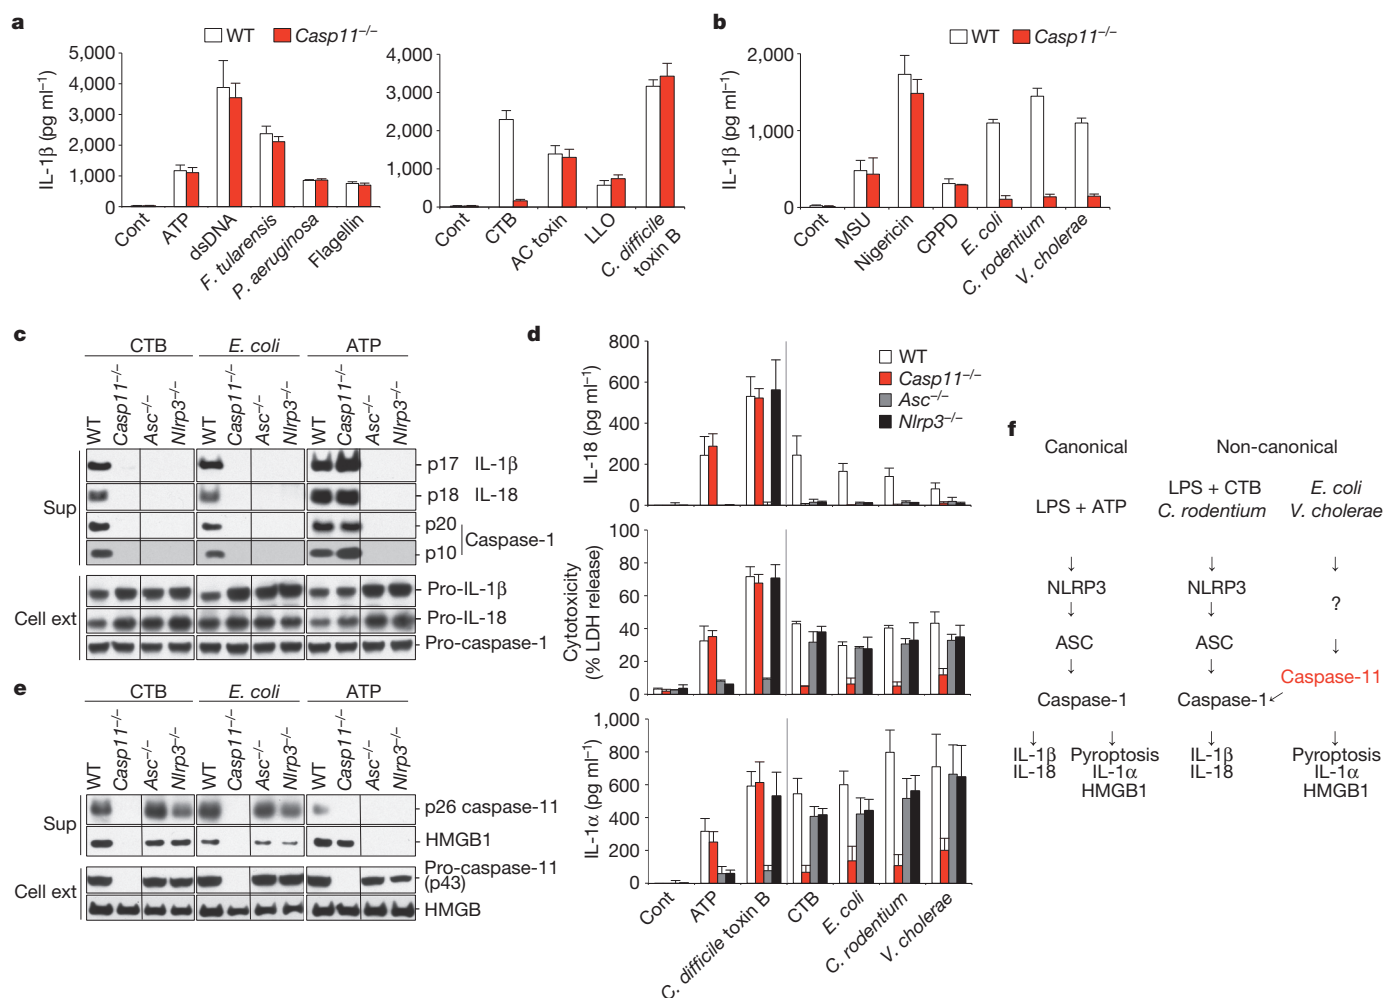 a
WT Casp11–/–
IL-1β (pg ml–1)
5,000
4,000
3,000
2,000
1,000
0
Cont
ATP
dsDNA
F. tularensis
P. aeruginosa
Flagellin
4,000
3,000
2,000
1,000
0
Cont
CTB
AC toxin
LLO
C. difficile
toxin B
b
WT Casp11–/–
IL-1β (pg ml–1)
2,000
1,000
0
Cont
MSU
Nigericin
CPPD
E. coli
C. rodentium
V. cholerae
c
CTB E. coli ATP
WT Casp11–/– Asc–/– Nlrp3–/– WT Casp11–/– Asc–/– Nlrp3–/– WT Casp11–/– Asc–/– Nlrp3–/–
Sup
p17 IL-1β
p18 IL-18
p20
Caspase-1
p10
Cell ext
Pro-IL-1β
Pro-IL-18
Pro-caspase-1
d
WT
Casp11–/–
Asc–/–
Nlrp3–/–
IL-18 (pg ml–1)
800
600
400
200
0
Cytotoxicity
(% LDH release)
100
80
60
40
20
0
IL-1α (pg ml–1)
1,000
800
600
400
200
0
Cont
ATP
C. difficile toxin B
CTB
E. coli
C. rodentium
V. cholerae
e
CTB E. coli ATP
WT Casp11–/– Asc–/– Nlrp3–/– WT Casp11–/– Asc–/– Nlrp3–/– WT Casp11–/– Asc–/– Nlrp3–/–
Sup
p26 caspase-11
HMGB1
Cell ext
Pro-caspase-11
(p43)
HMGB
f
Canonical Non-canonical
LPS + ATP LPS + CTB E. coli
C. rodentium V. cholerae
↓ ↓ ↓
NLRP3 NLRP3 ?
↓ ↓ ↓
ASC ASC Caspase-11
↓ ↓ ↙
Caspase-1 Caspase-1
↓ ↓ ↓ ↓
IL-1β Pyroptosis IL-1β Pyroptosis
IL-18 IL-1α IL-18 IL-1α
HMGB1 HMGB1